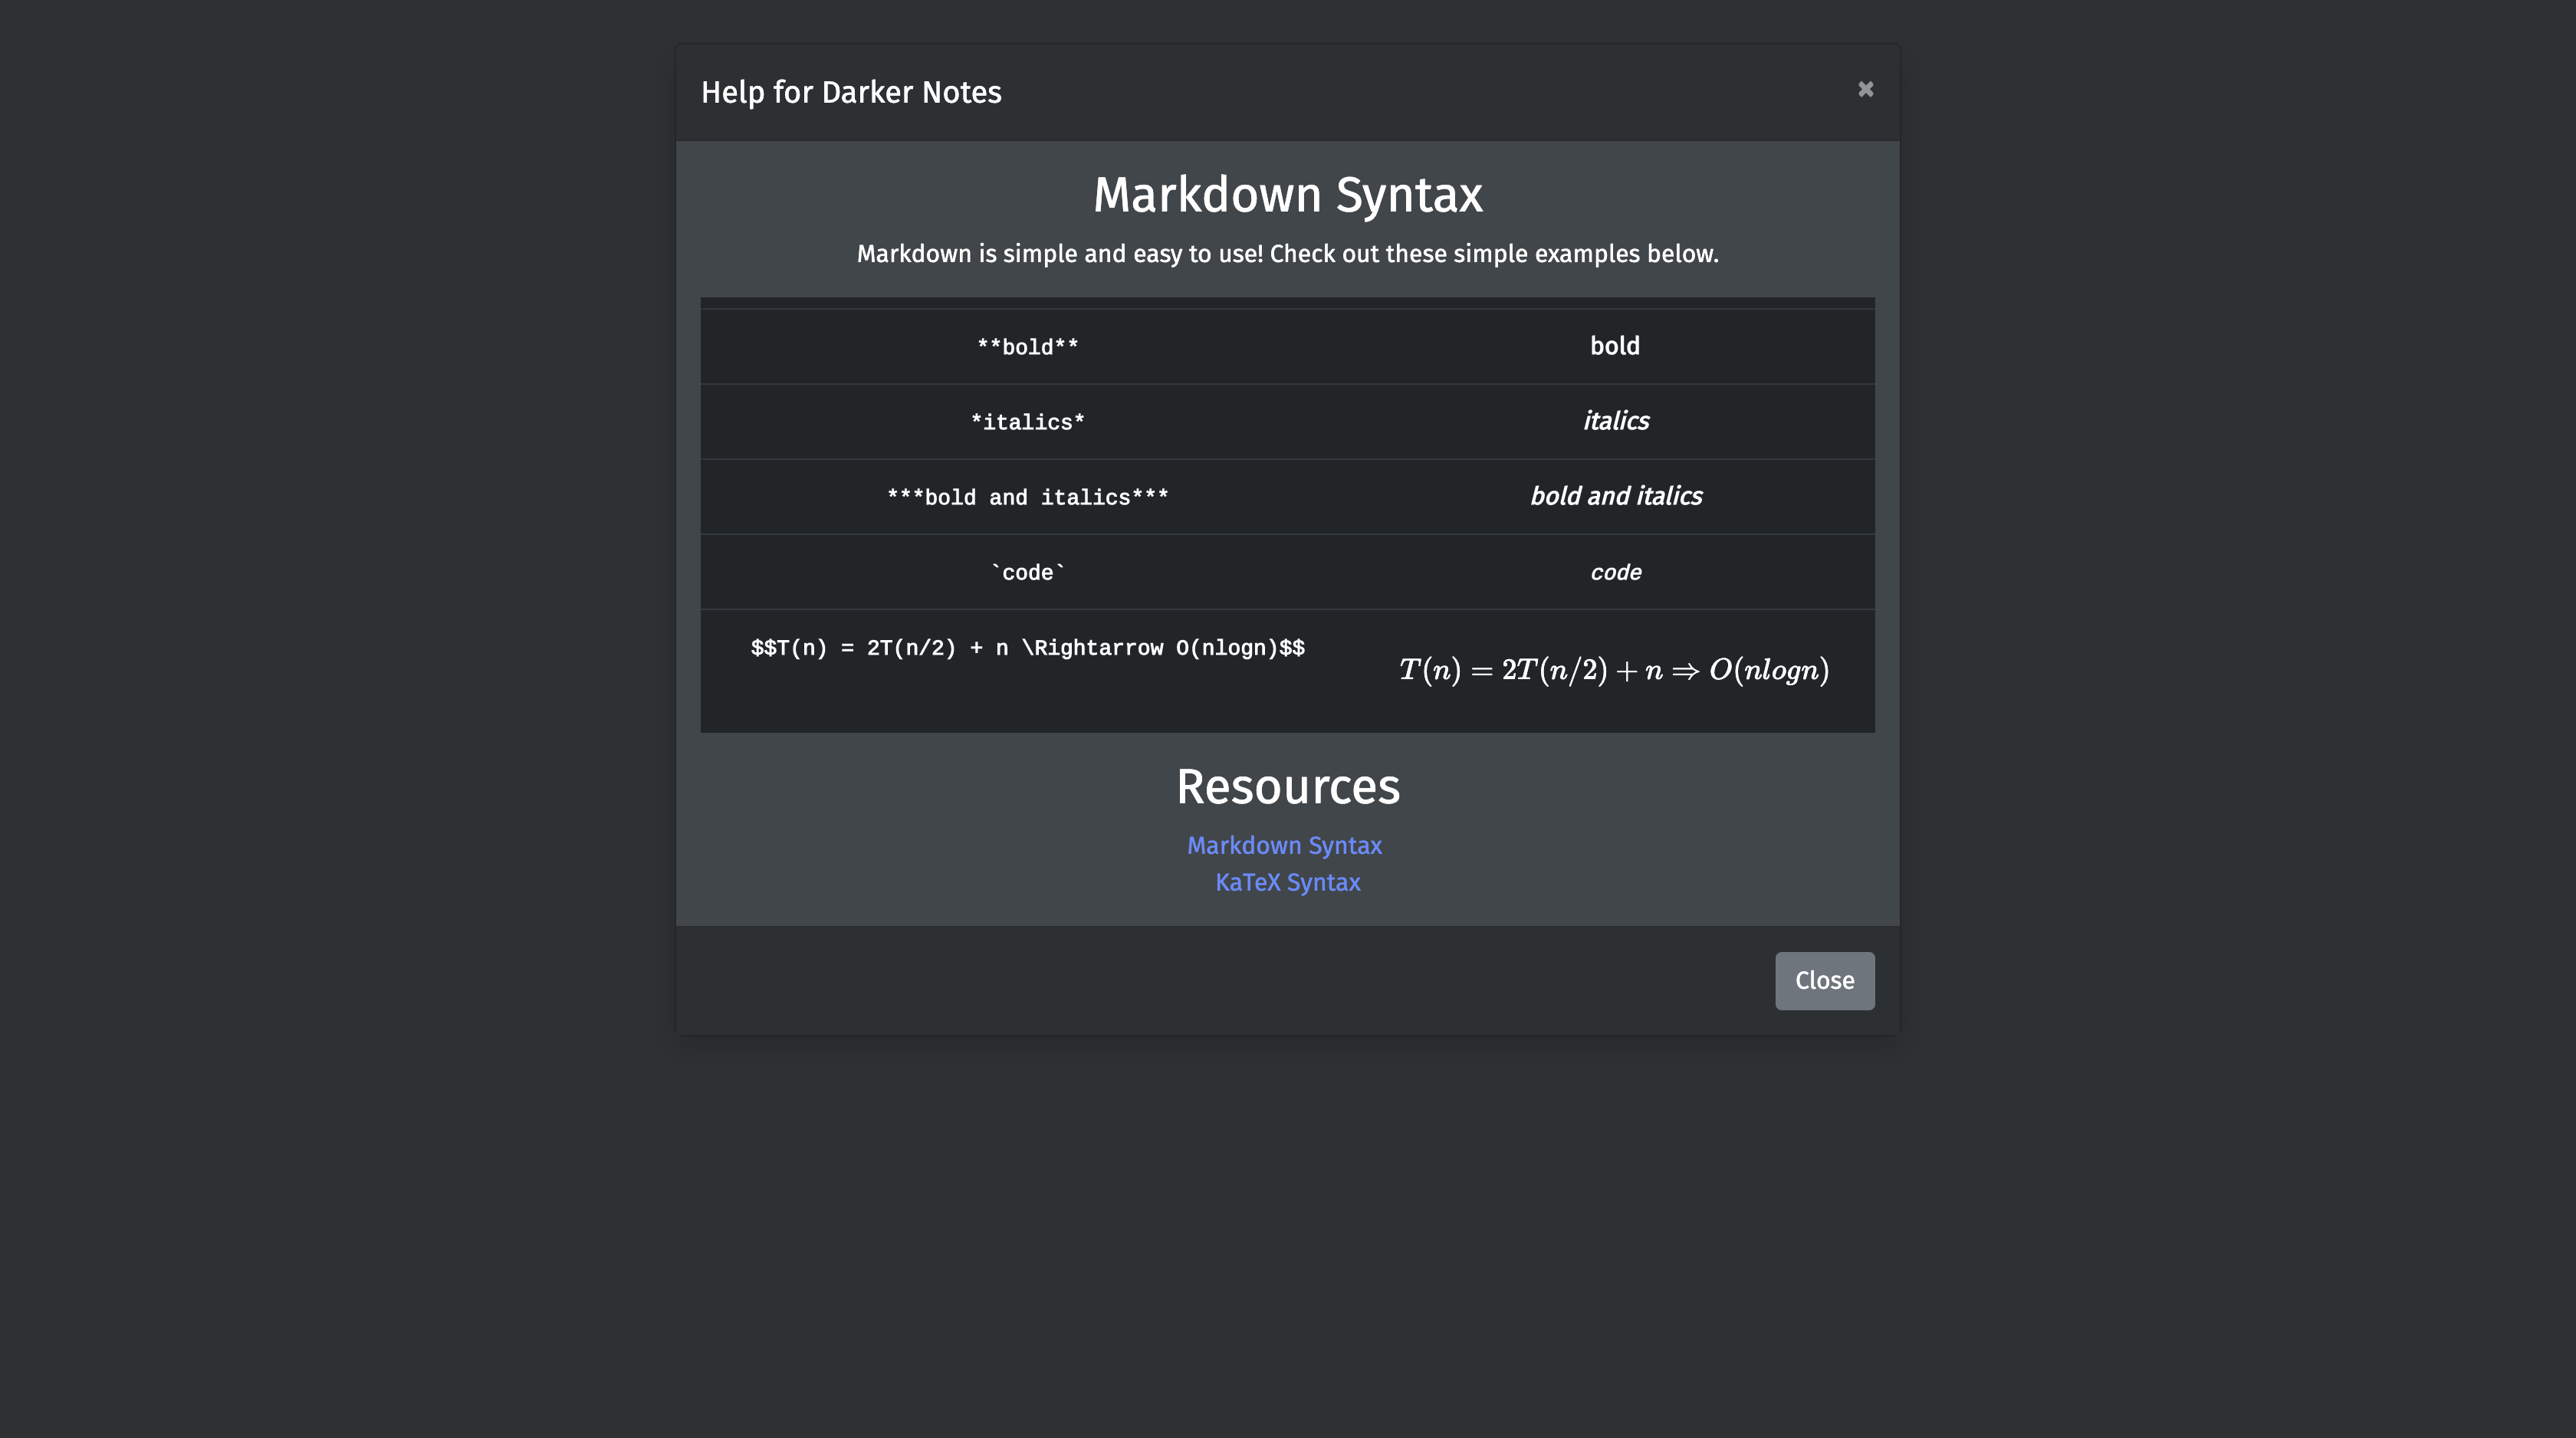 Help for Darker Notes
×
Markdown Syntax
Markdown is simple and easy to use! Check out these simple examples below.
**bold** bold
*italics* italics
***bold and italics*** bold and italics
`code` code
$$T(n) = 2T(n/2) + n \Rightarrow O(nlogn)$$ T(n) = 2T(n/2) + n ⇒ O(nlogn)
Resources
Markdown Syntax
KaTeX Syntax
Close